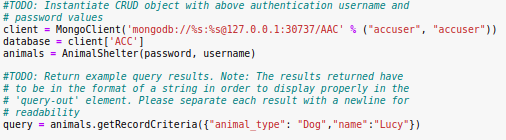 #TODO: Instantiate CRUD object with above authentication username and
# password values
client = MongoClient('mongodb://%s:%s@127.0.0.1:30737/AAC' % ("accuser", "accuser"))
database = client['ACC']
animals = AnimalShelter(password, username)
#TODO: Return example query results. Note: The results returned have
# to be in the format of a string in order to display properly in the
# 'query-out' element. Please separate each result with a newline for
# readability
query = animals.getRecordCriteria({"animal_type": "Dog","name":"Lucy"})